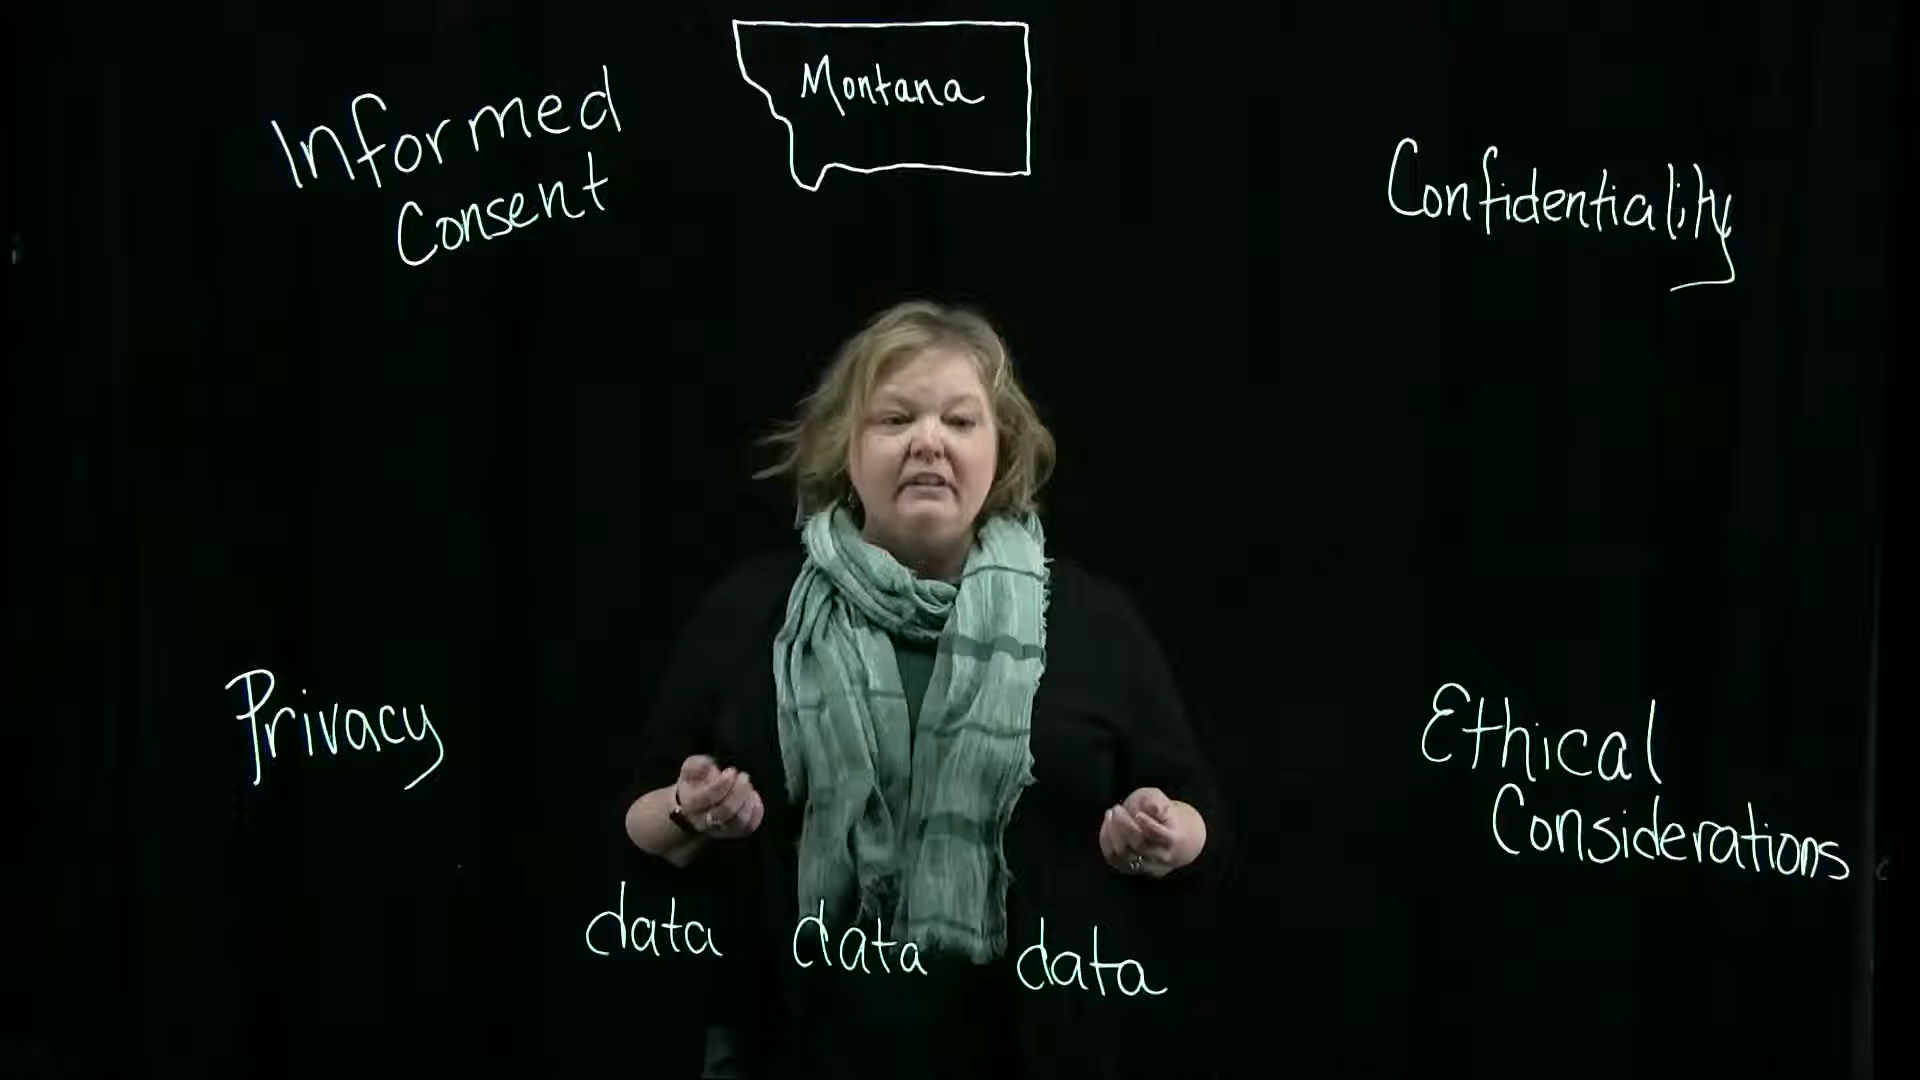 Montana
Informed
Consent
Confidentiality
Privacy
Ethical
Considerations
data data data